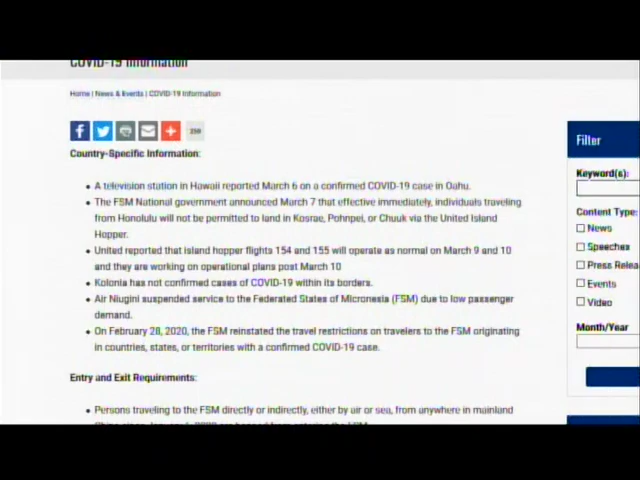 COVID-19 Information
Home | News & Events | COVID-19 Information
259
Country-Specific Information:
A television station in Hawaii reported March 6 on a confirmed COVID-19 case in Oahu.
The FSM National government announced March 7 that effective immediately, individuals traveling
from Honolulu will not be permitted to land in Kosrae, Pohnpei, or Chuuk via the United Island
Hopper.
United reported that island hopper flights 154 and 155 will operate as normal on March 9 and 10
and they are working on operational plans post March 10
Kolonia has not confirmed cases of COVID-19 within its borders.
Air Niugini suspended service to the Federated States of Micronesia (FSM) due to low passenger
demand.
On February 28, 2020, the FSM reinstated the travel restrictions on travelers to the FSM originating
in countries, states, or territories with a confirmed COVID-19 case.
Entry and Exit Requirements:
Persons traveling to the FSM directly or indirectly, either by air or sea, from anywhere in mainland
Filter
Keyword(s):
Content Type:
News
Speeches
Press Relea
Events
Video
Month/Year